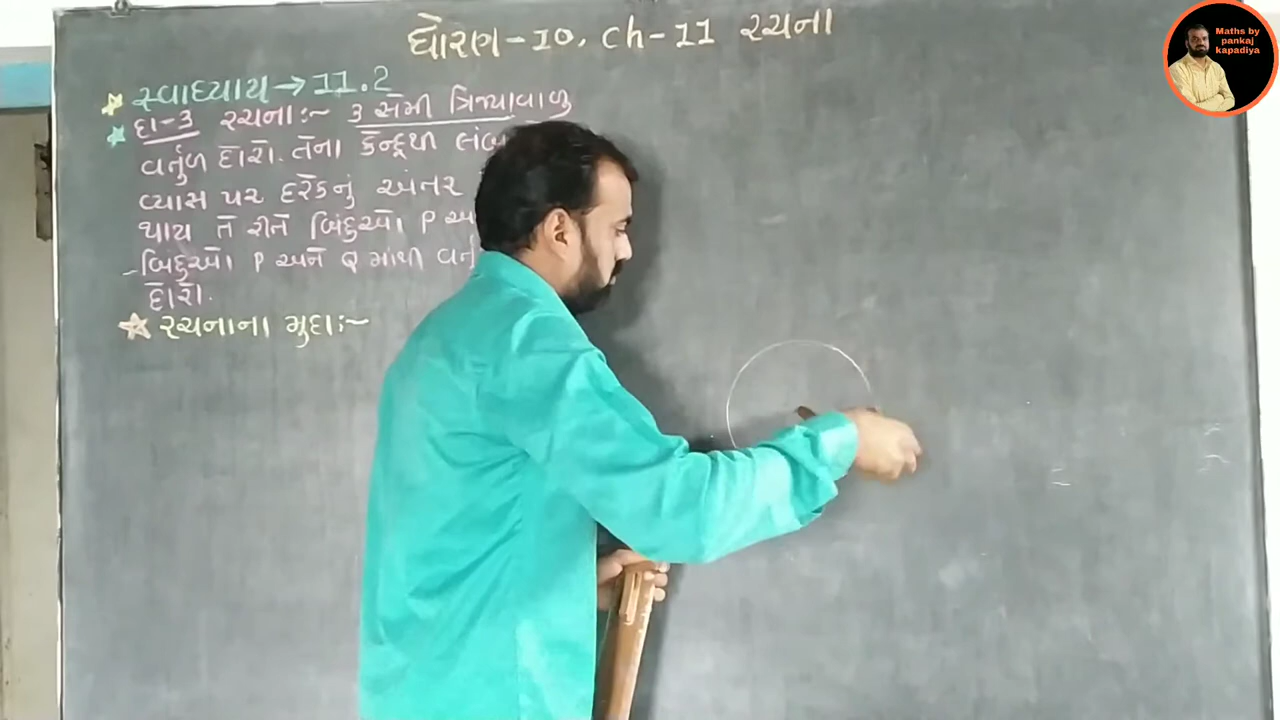 ધોરણ-10, ch-11 રચના
સ્વાધ્યાય → 11.2
દા-3 રચના:- 3 સેમી ત્રિજ્યાવાળુ
વર્તુળ દોરો. તેના કેન્દ્રથી લંબ
વ્યાસ પર દરેકનું અંતર
થાય તે રીતે બિંદુઓ P અ
-બિંદુઓ P અને Q માંથી વર્તુ
દોરો.
રચનાના મુદ્દા:-
Maths by
pankaj
kapadiya